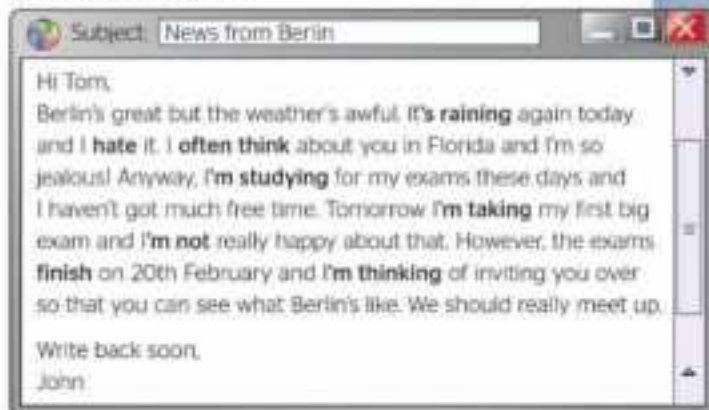 Subject: News from Berlin
Hi Tom,
Berlin's great but the weather's awful. It's raining again today
and I hate it. I often think about you in Florida and I'm so
jealous! Anyway, I'm studying for my exams these days and
I haven't got much free time. Tomorrow I'm taking my first big
exam and I'm not really happy about that. However, the exams
finish on 20th February and I'm thinking of inviting you over
so that you can see what Berlin's like. We should really meet up.
Write back soon,
John